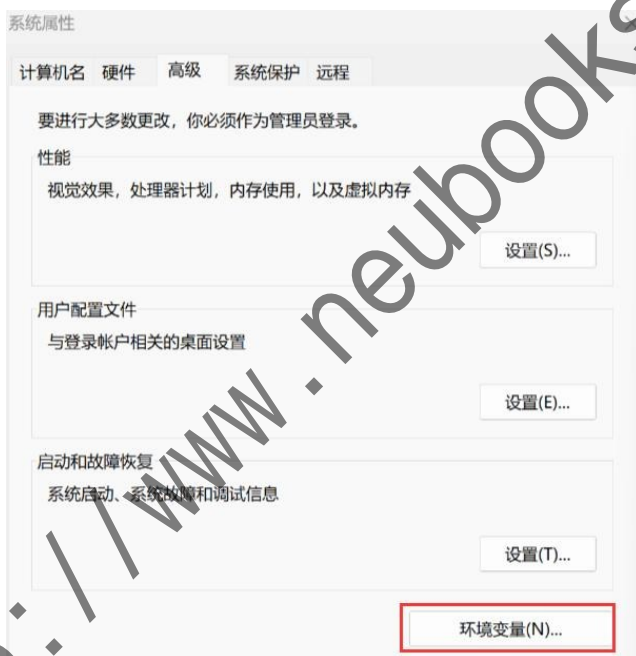 系统属性
计算机名 硬件 高级 系统保护 远程
要进行大多数更改，你必须作为管理员登录。
性能
视觉效果，处理器计划，内存使用，以及虚拟内存
设置(S)...
用户配置文件
与登录帐户相关的桌面设置
设置(E)...
启动和故障恢复
系统启动、系统故障和调试信息
设置(T)...
环境变量(N)...
://www.neubooks